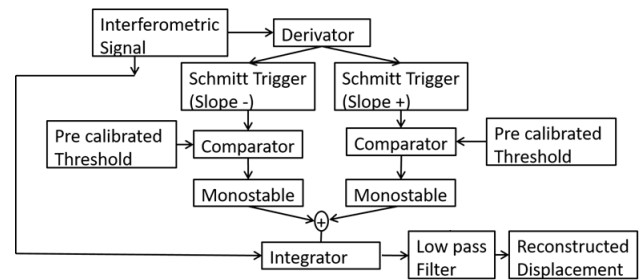 Interferometric
Signal
Derivator
Schmitt Trigger
(Slope -)
Schmitt Trigger
(Slope +)
Pre calibrated
Threshold
Comparator
Comparator
Pre calibrated
Threshold
Monostable
Monostable
+
Integrator
Low pass
Filter
Reconstructed
Displacement